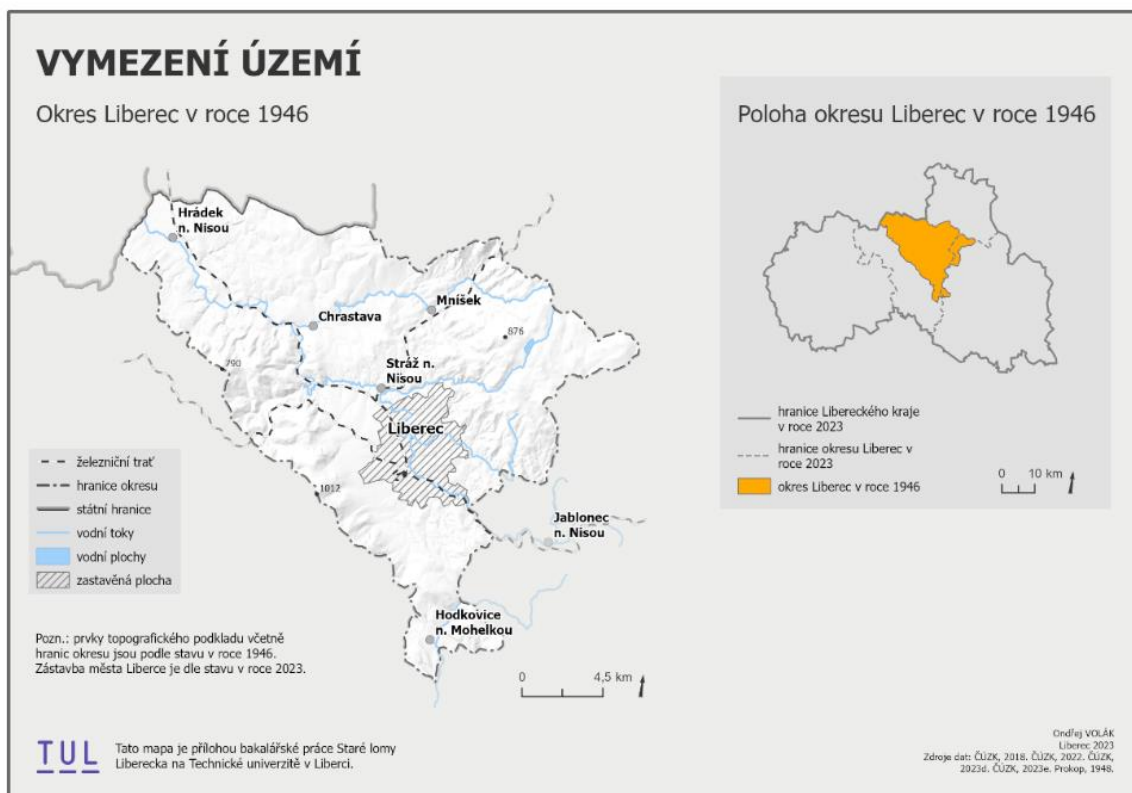 VYMEZENÍ ÚZEMÍ
Okres Liberec v roce 1946
Hrádek
n. Nisou
Chrastava
Mníšek
876
790
Stráž n.
Nisou
Liberec
1012
Jablonec
n. Nisou
Hodkovice
n. Mohelkou
železniční trať
hranice okresu
státní hranice
vodní toky
vodní plochy
zastavěná plocha
Pozn.: prvky topografického podkladu včetně
hranic okresu jsou podle stavu v roce 1946.
Zástavba města Liberce je dle stavu v roce 2023.
0 4,5 km
Poloha okresu Liberec v roce 1946
hranice Libereckého kraje
v roce 2023
hranice okresu Liberec v
roce 2023
okres Liberec v roce 1946
0 10 km
TUL
Tato mapa je přílohou bakalářské práce Staré lomy
Liberecka na Technické univerzitě v Liberci.
Ondřej VOLÁK
Liberec 2023
Zdroje dat: ČÚZK, 2018. ČÚZK, 2022. ČÚZK,
2023d. ČÚZK, 2023e. Prokop, 1948.